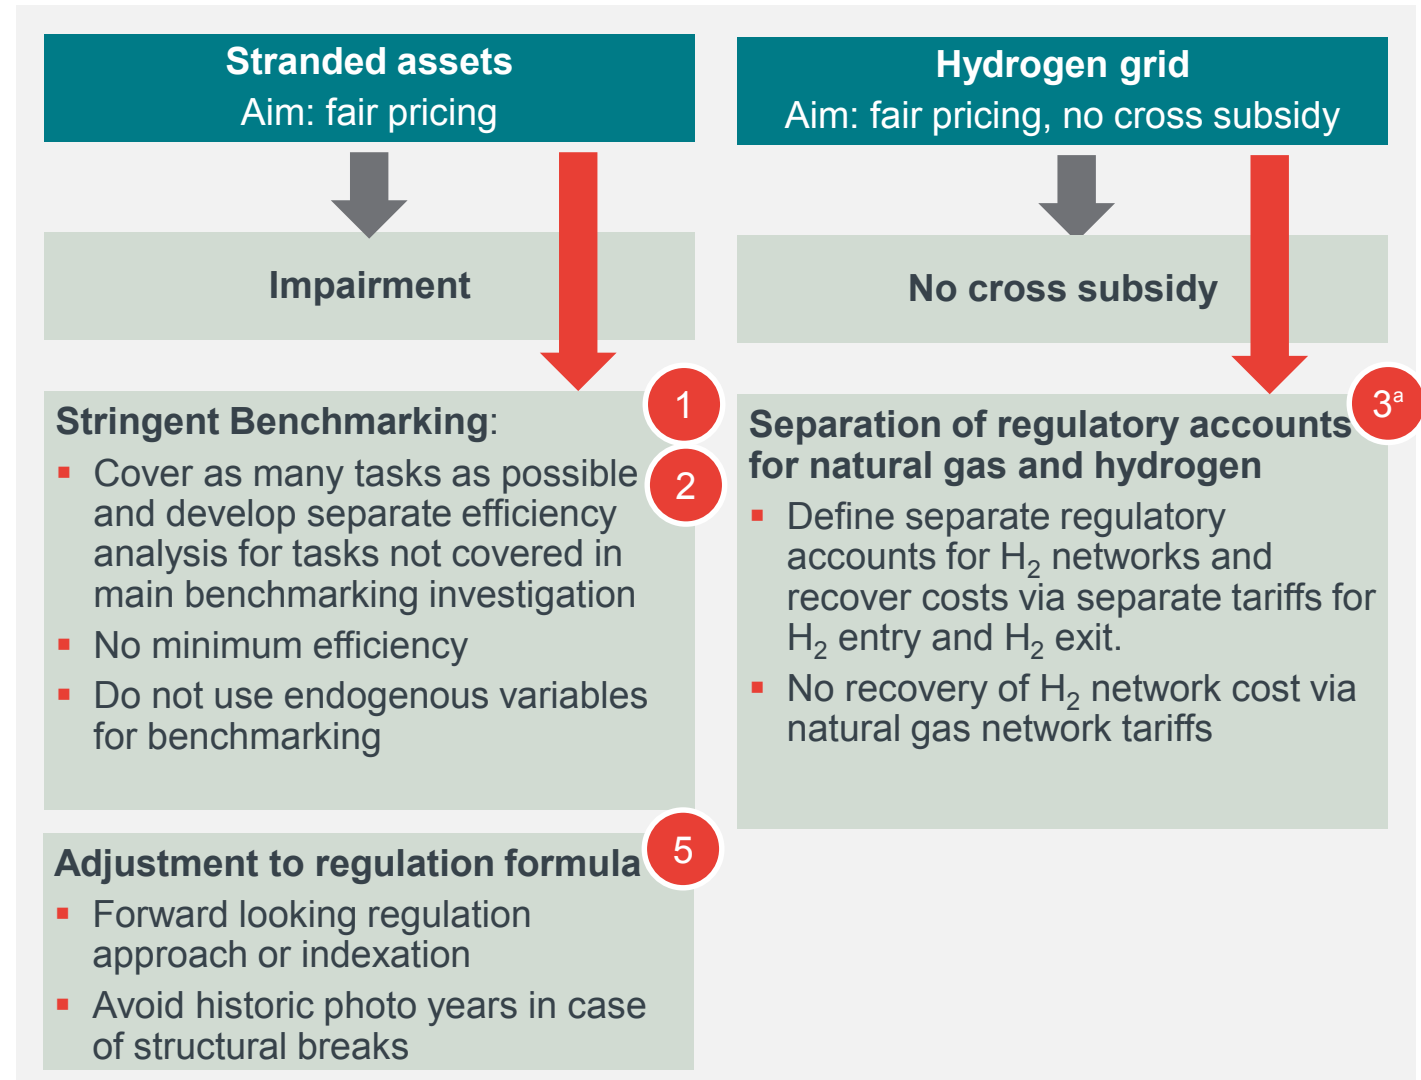 Stranded assets
Aim: fair pricing
Impairment
Stringent Benchmarking:
1
2
▪ Cover as many tasks as possible
and develop separate efficiency
analysis for tasks not covered in
main benchmarking investigation
▪ No minimum efficiency
▪ Do not use endogenous variables
for benchmarking
Adjustment to regulation formula
5
▪ Forward looking regulation
approach or indexation
▪ Avoid historic photo years in case
of structural breaks
Hydrogen grid
Aim: fair pricing, no cross subsidy
No cross subsidy
3ᵃ
Separation of regulatory accounts
for natural gas and hydrogen
▪ Define separate regulatory
accounts for H₂ networks and
recover costs via separate tariffs for
H₂ entry and H₂ exit.
▪ No recovery of H₂ network cost via
natural gas network tariffs